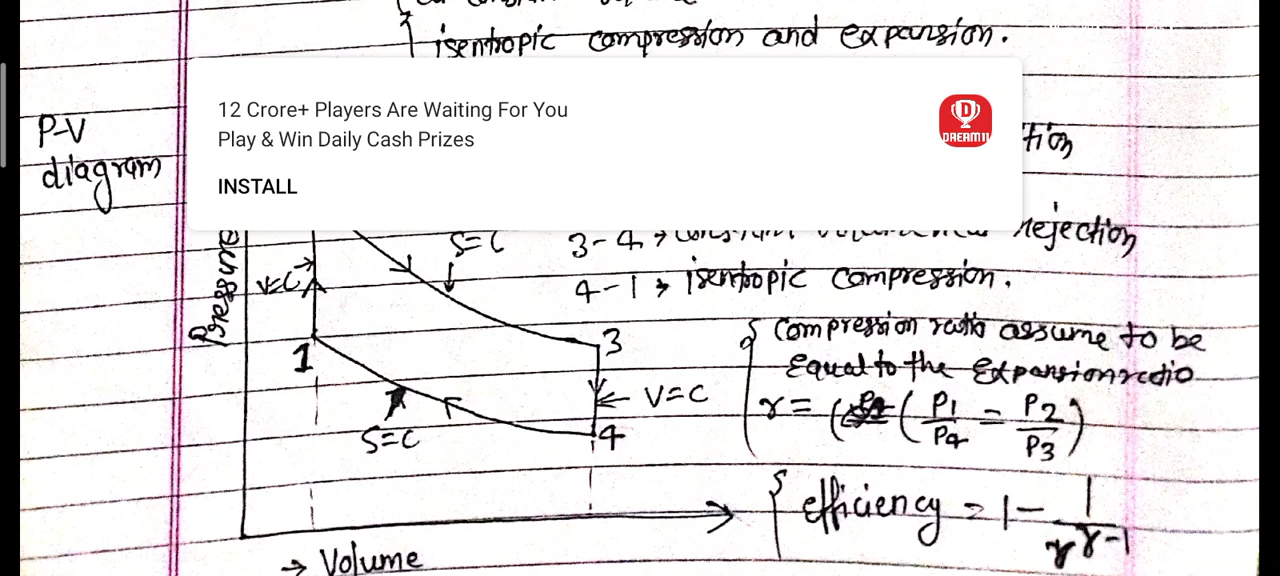 isentropic compression and expansion.
12 Crore+ Players Are Waiting For You
Play & Win Daily Cash Prizes
INSTALL
DREAM11
P-V
diagram
Pressure
S=C
3-4 → constant rejection
V=C
4-1 → isentropic compression.
1
3
V=C
S=C
4
Compression ratio assume to be
Equal to the Expansion ratio
r = ( P1/P4 = P2/P3 )
efficiency = 1 - 1/r^γ-1
→ Volume